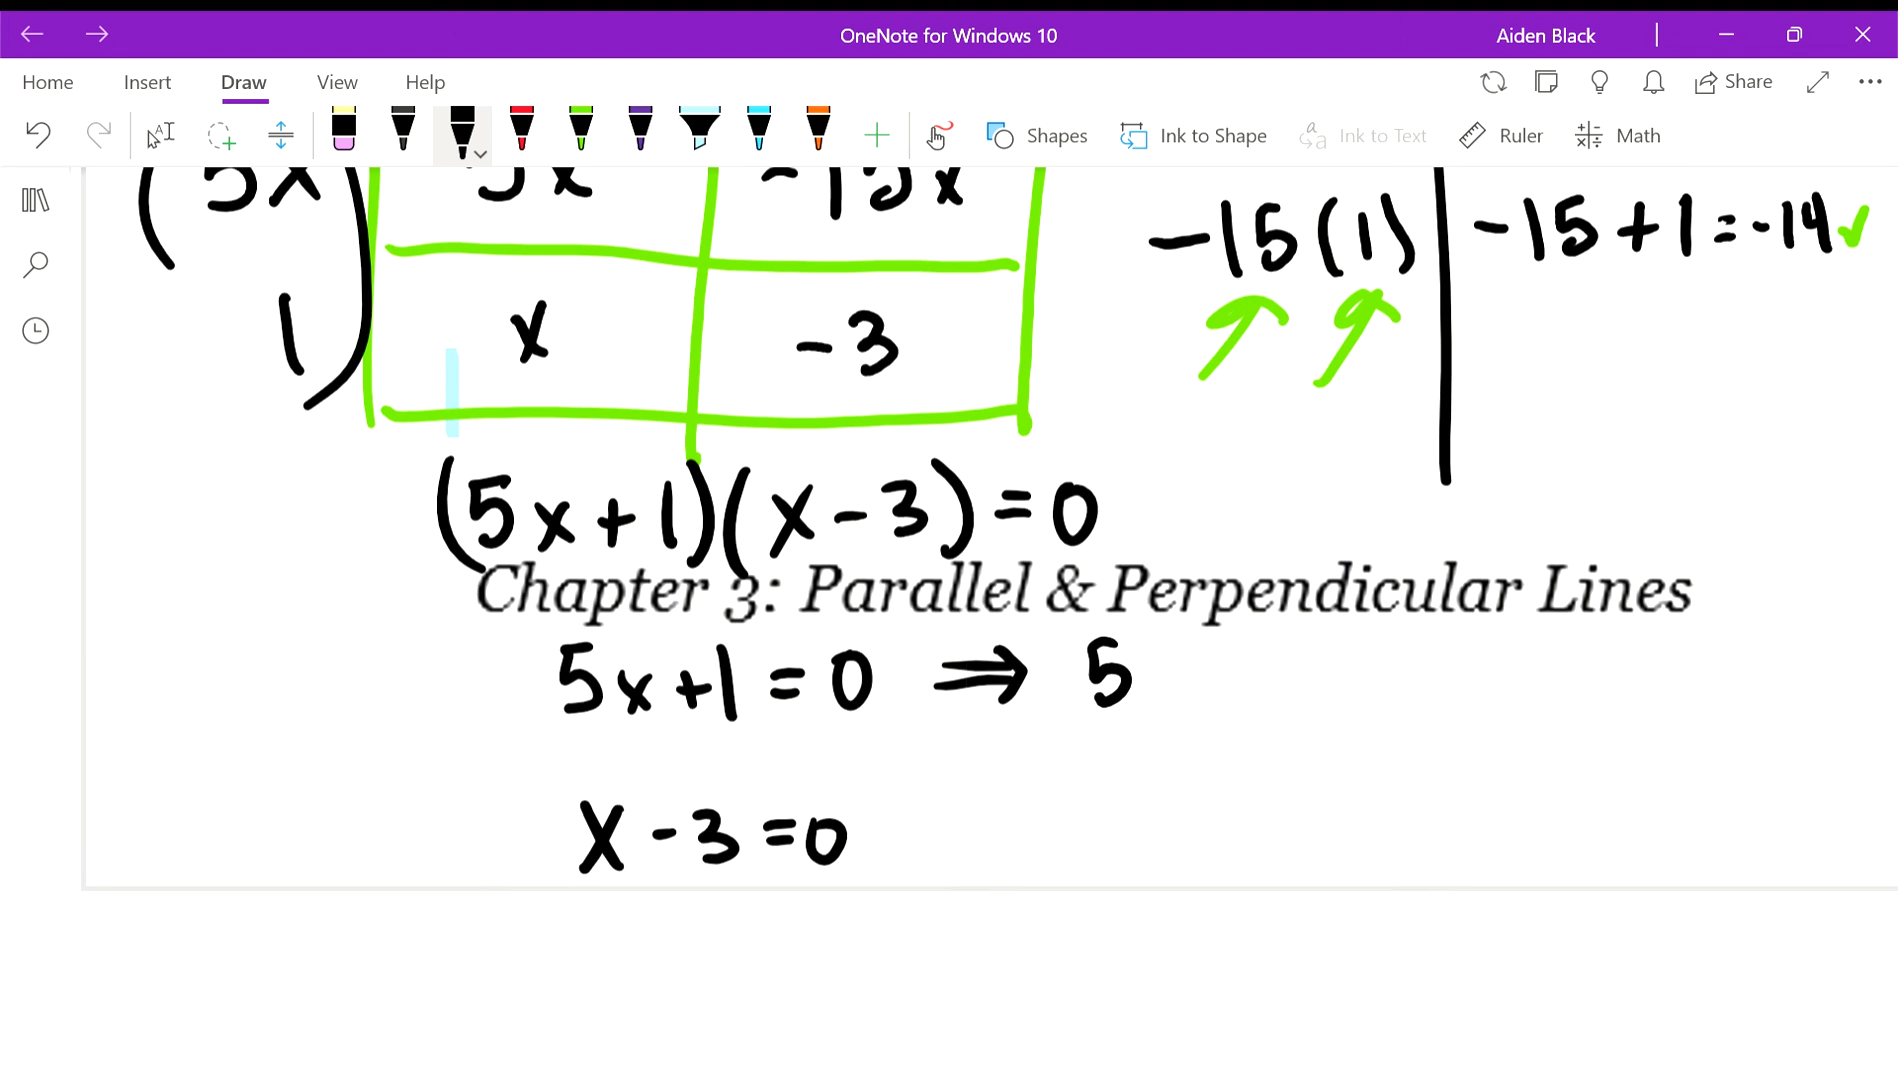 OneNote for Windows 10
Aiden Black
Home Insert Draw View Help
Share
Shapes Ink to Shape Ink to Text Ruler Math
(5x
-15x
-15(1) -15+1=-14✓
1) x -3
(5x+1)(x-3)=0
Chapter 3: Parallel & Perpendicular Lines
5x+1=0 ⇒ 5
x-3=0